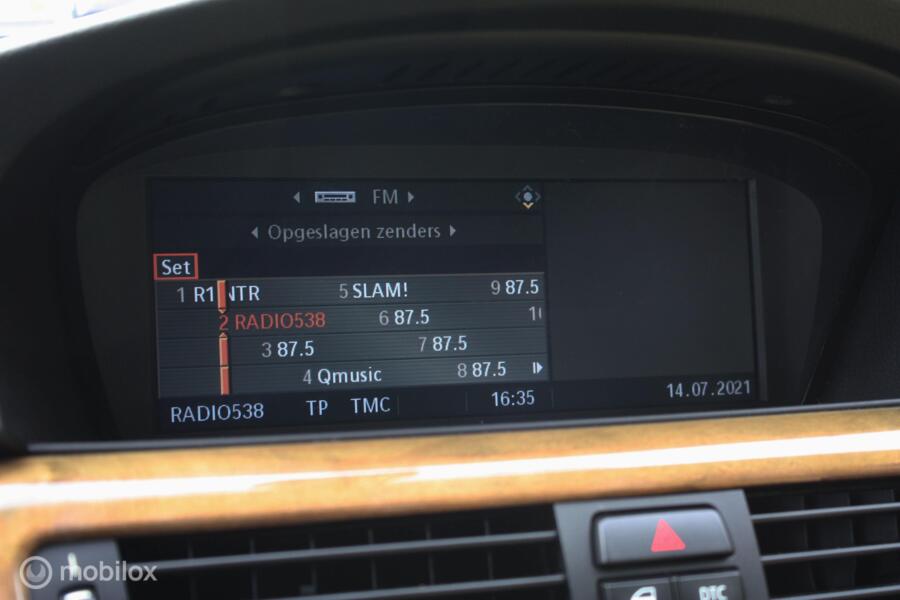 FM
Opgeslagen zenders
Set
1 R1 NTR 5 SLAM! 9 87.5
2 RADIO538 6 87.5
3 87.5 7 87.5
4 Qmusic 8 87.5
RADIO538 TP TMC 16:35 14.07.2021
DTC
mobilox